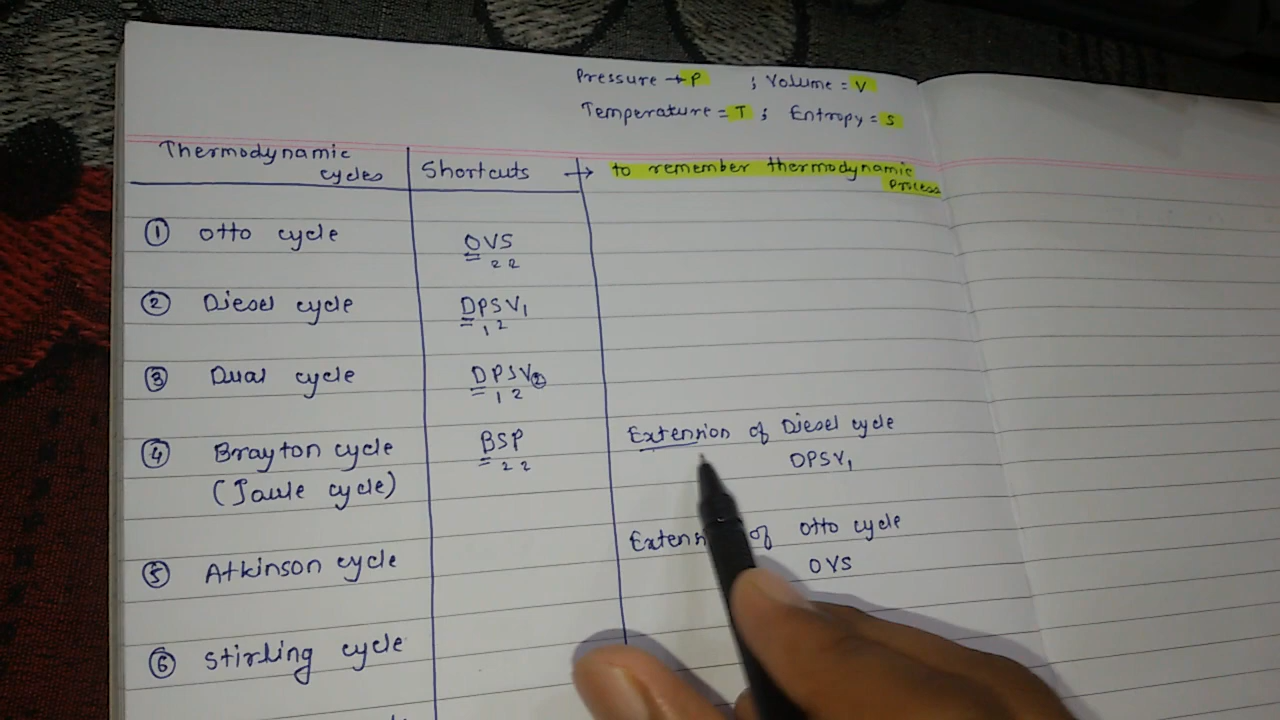 Pressure → P ; Volume = V
Temperature = T ; Entropy = S
Thermodynamic cycles | Shortcuts → to remember thermodynamic process
① Otto cycle OVS
2 2
② Diesel cycle DPSV1
1 2
③ Dual cycle DPSV②
1 2
④ Brayton cycle BSP Extension of Diesel cycle
2 2
(Joule cycle) DPSV1
Extensi of Otto cycle
⑤ Atkinson cycle OVS
⑥ Stirling cycle